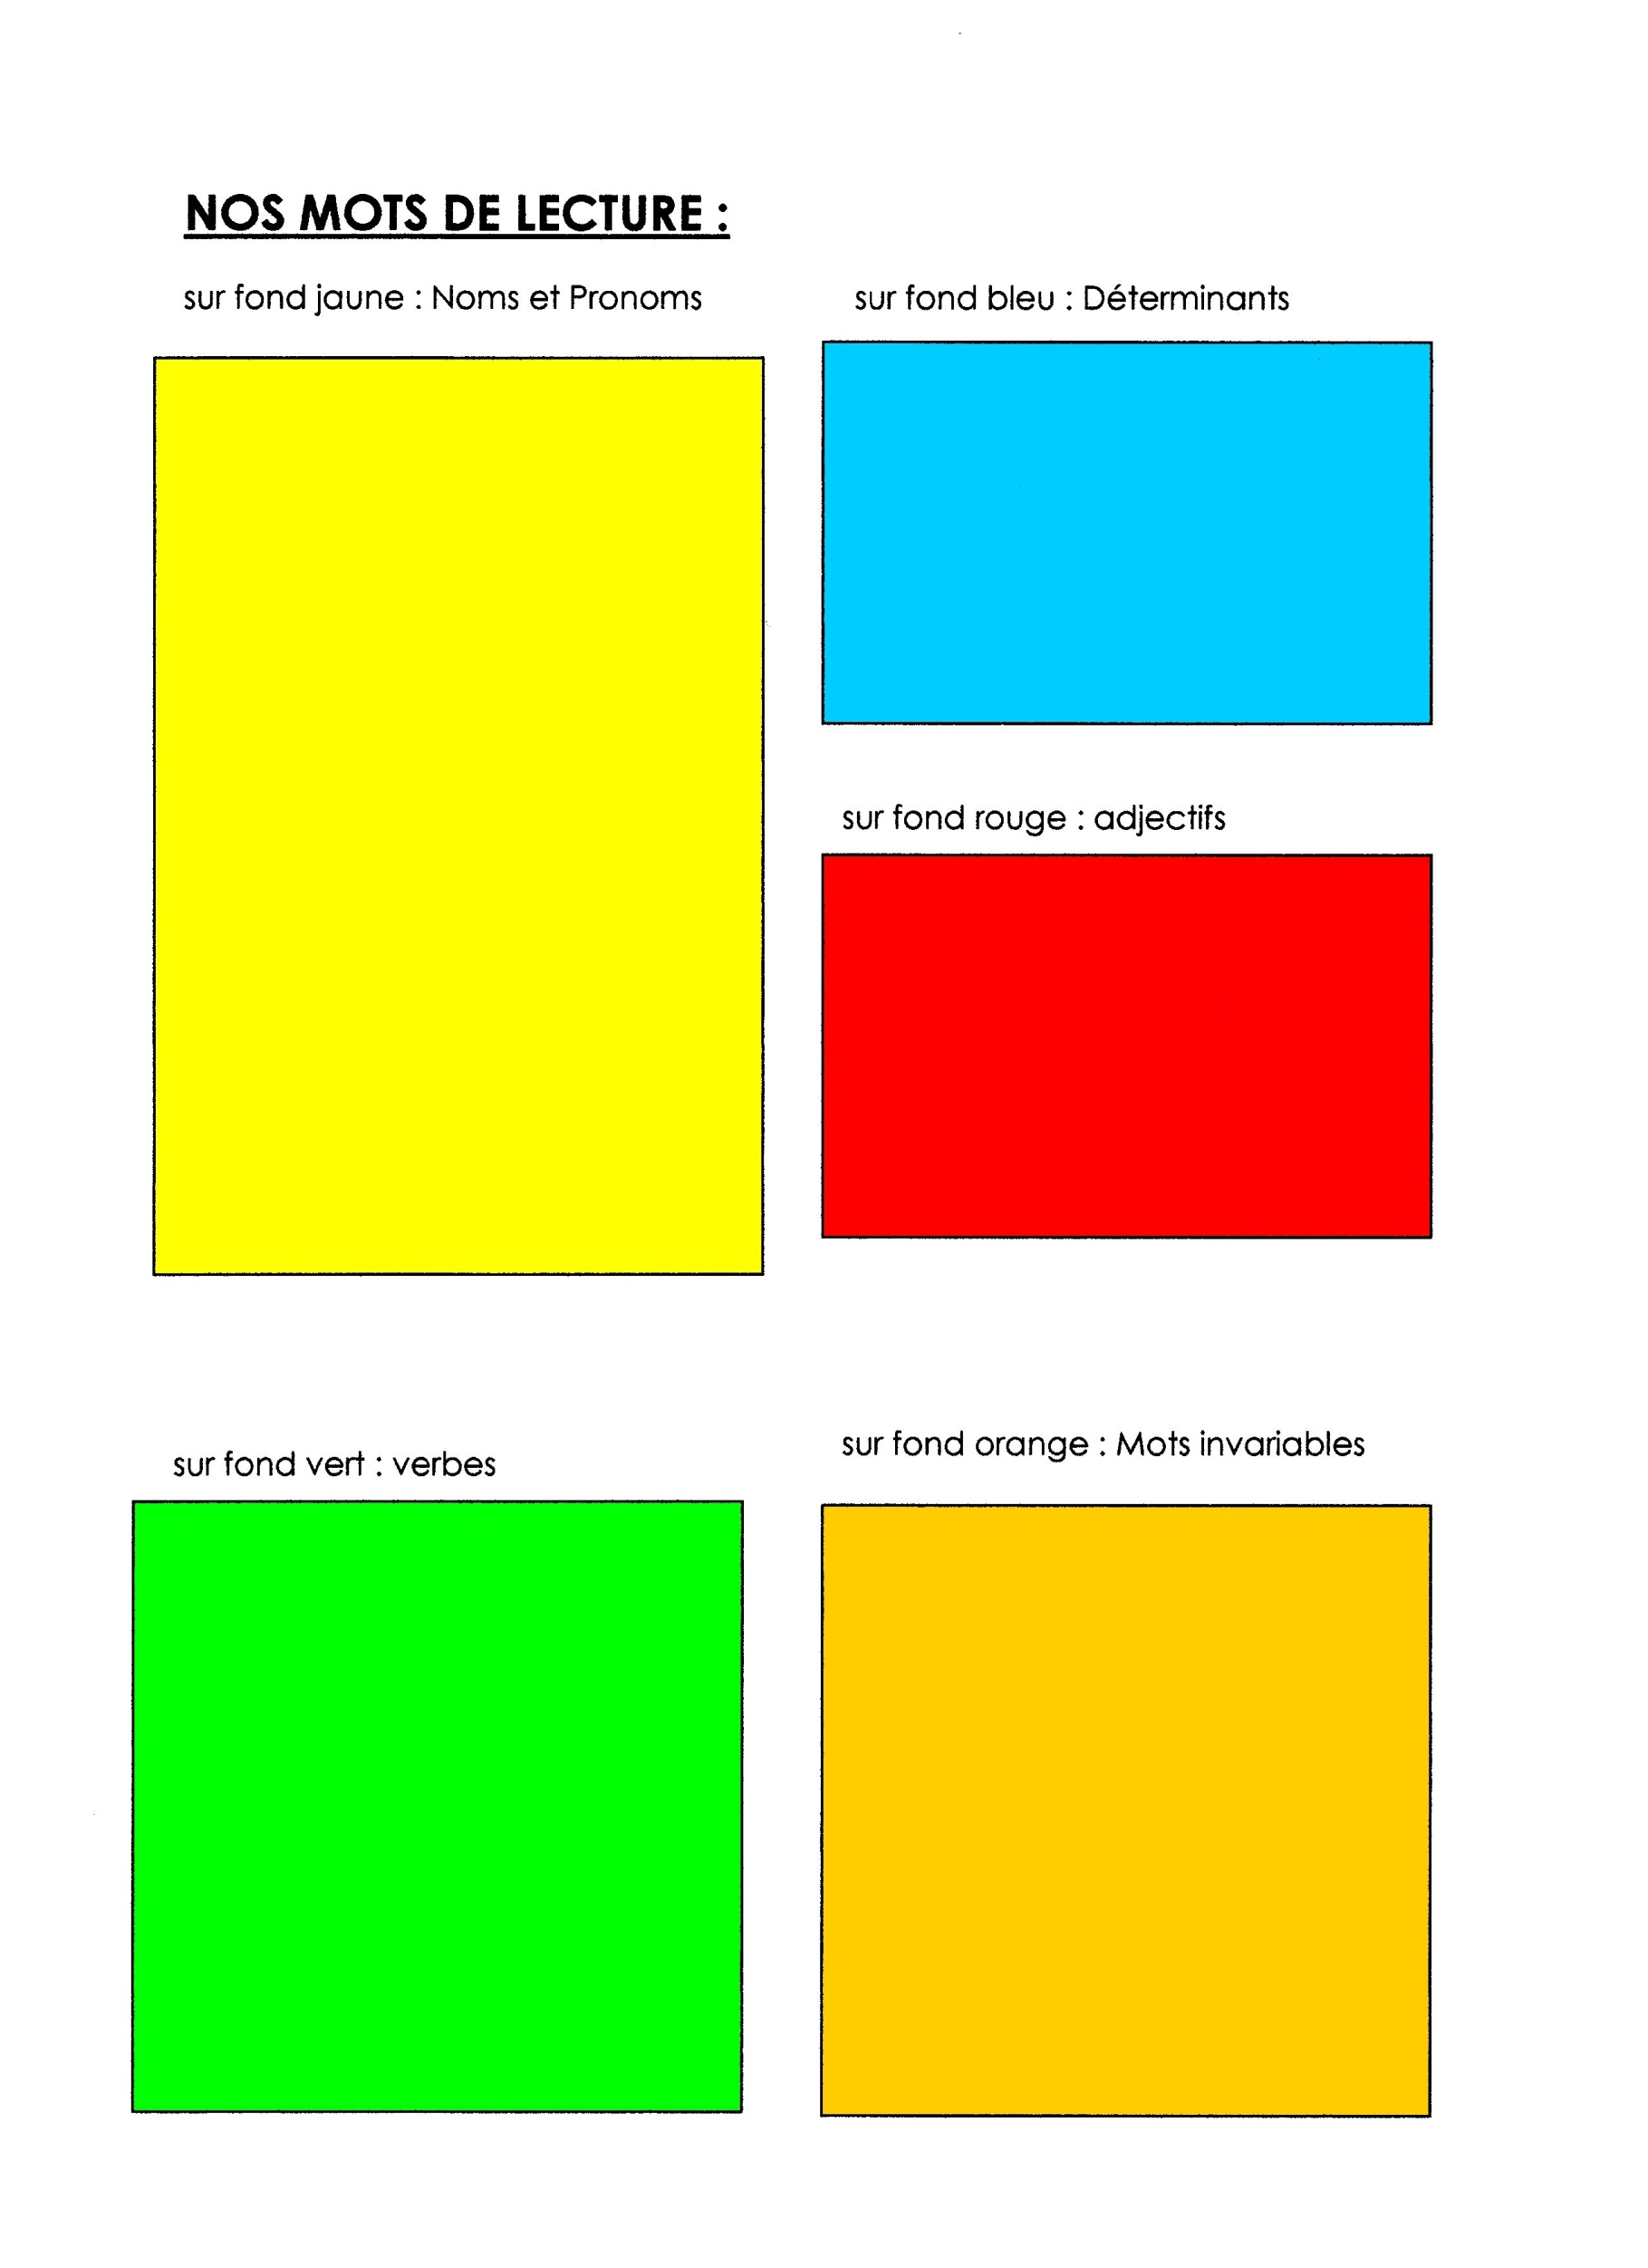 NOS MOTS DE LECTURE :
sur fond jaune : Noms et Pronoms
sur fond bleu : Déterminants
sur fond rouge : adjectifs
sur fond vert : verbes
sur fond orange : Mots invariables